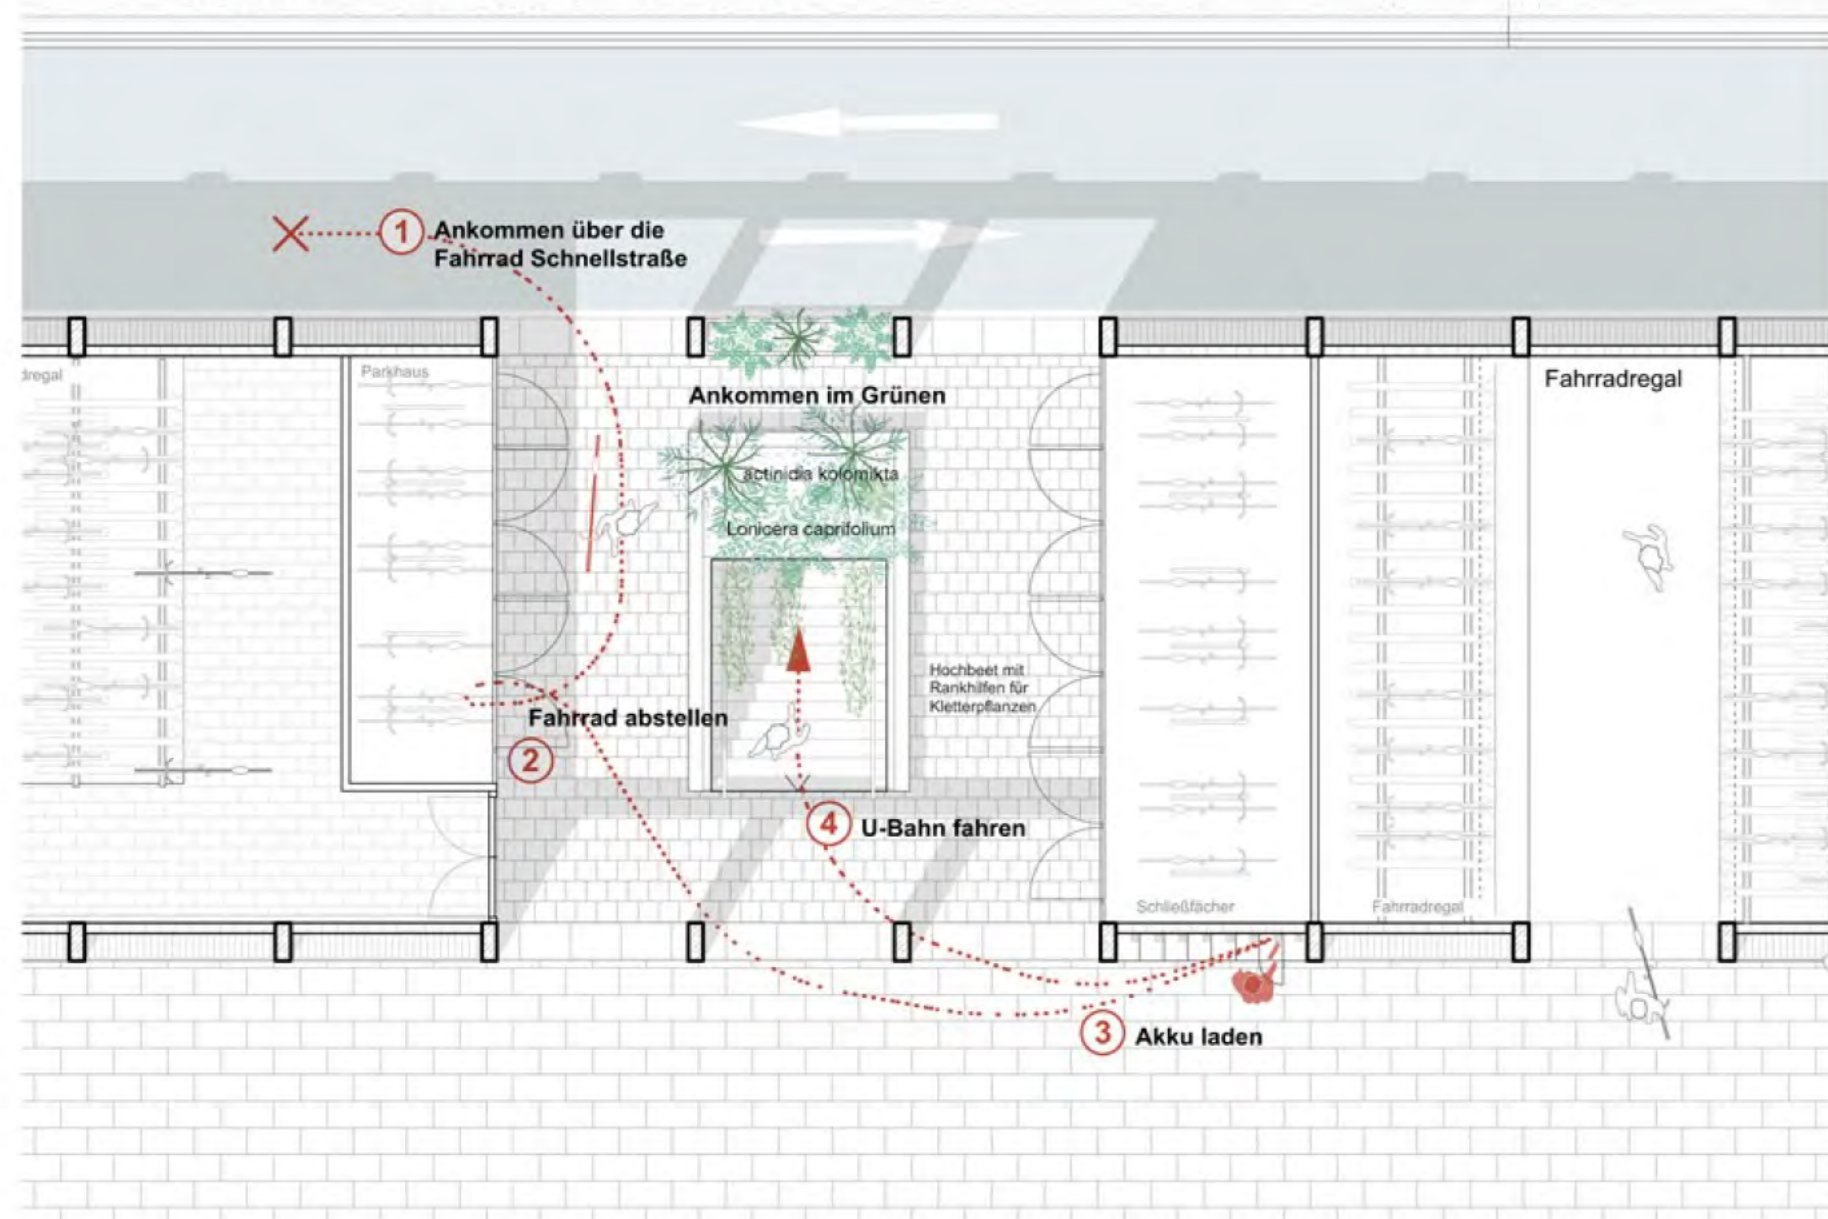 1
Ankommen über die
Fahrrad Schnellstraße
dregal
Parkhaus
Fahrradregal
Ankommen im Grünen
actinidia kolomikta
Lonicera caprifolium
Hochbeet mit
Rankhilfen für
Kletterpflanzen
Fahrrad abstellen
2
4
U-Bahn fahren
Schließfächer
Fahrradregal
3
Akku laden